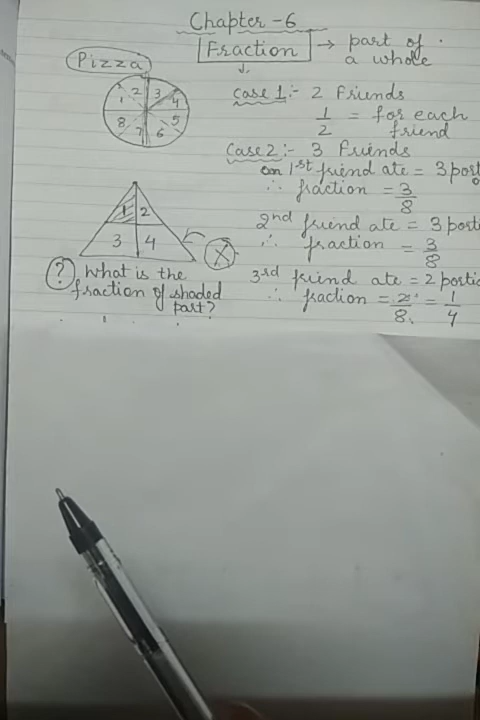 Chapter -6
Fraction → part of a whole
Pizza
1 2 3 4 5 6 7 8
Case 1:- 2 Friends
1/2 = for each friend
Case 2:- 3 Friends
1st friend ate = 3
∴ fraction = 3/8
2nd friend ate = 3
∴ fraction = 3/8
3rd friend ate = 2
∴ fraction = 2/8 = 1/4
1 2
3 4
X
? What is the
fraction of shaded
part?